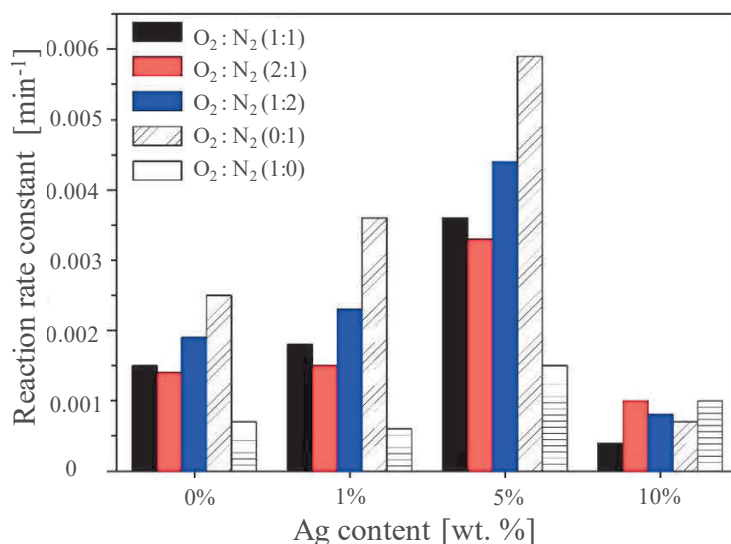 0.006
0.005
0.004
0.003
0.002
0.001
0
Reaction rate constant [min⁻¹]
O₂ : N₂ (1:1)
O₂ : N₂ (2:1)
O₂ : N₂ (1:2)
O₂ : N₂ (0:1)
O₂ : N₂ (1:0)
0% 1% 5% 10%
Ag content [wt. %]